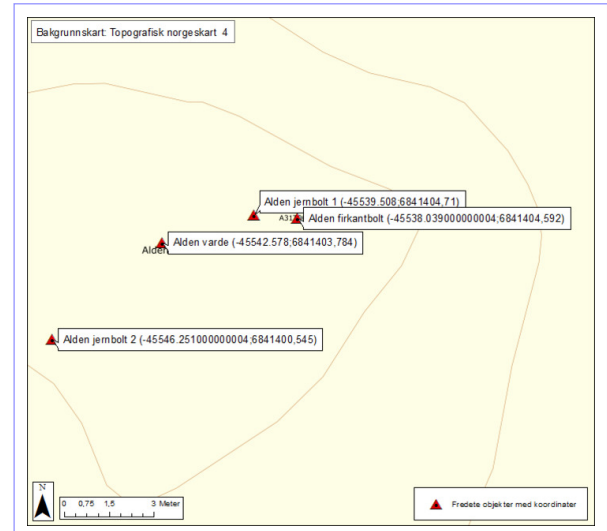 Bakgrunnskart: Topografisk norgeskart 4
Alden jernbolt 1 (-45539.508;6841404,71)
Alden firkantbolt (-45538.039000000004;6841404,592)
Alden varde (-45542.578;6841403,784)
Alden
Alden jernbolt 2 (-45546.251000000004;6841400,545)
N
0 0,75 1,5 3 Meter
Fredete objekter med koordinater